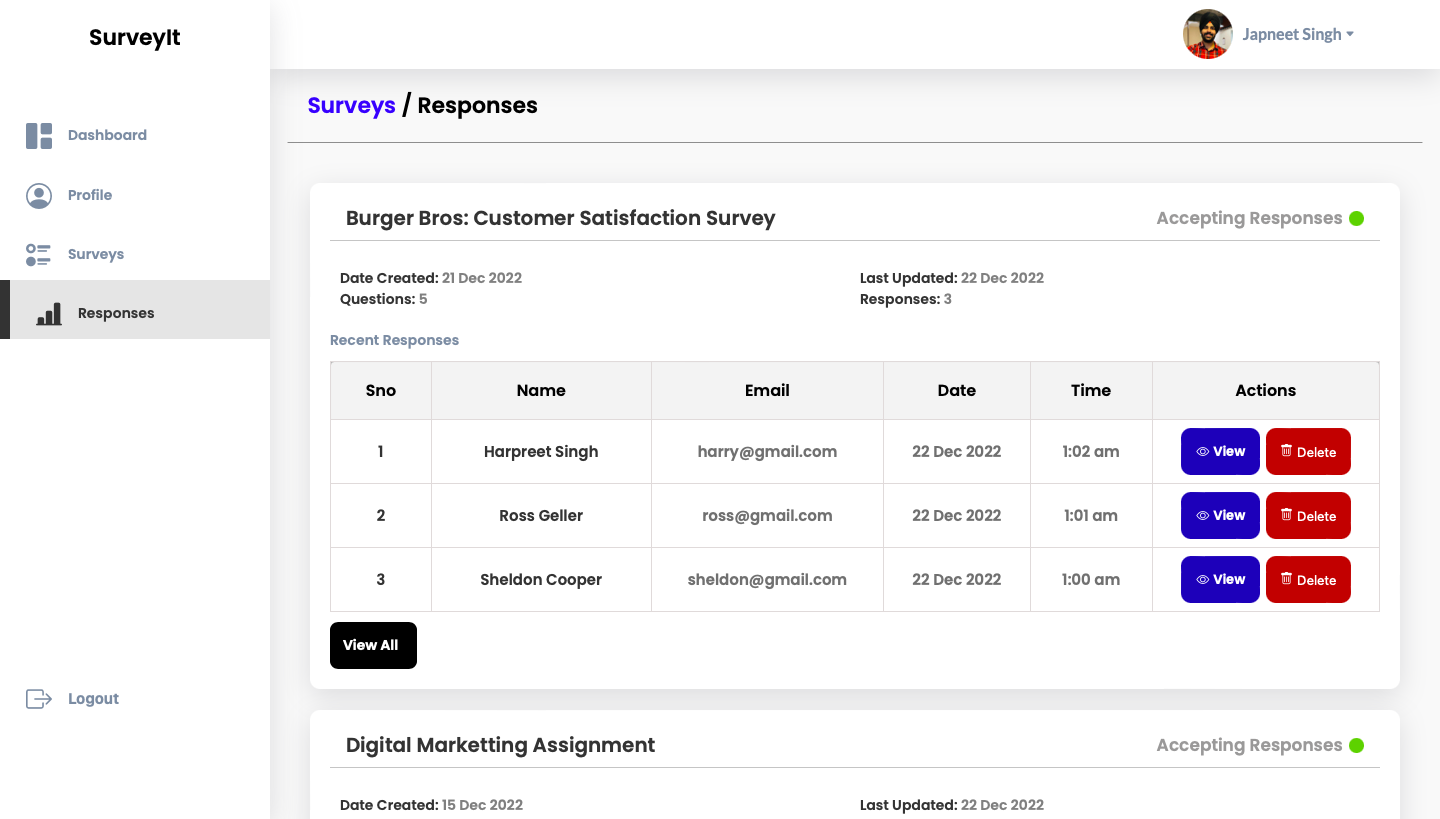 SurveyIt
Japneet Singh
Dashboard
Profile
Surveys
Responses
Logout
Surveys / Responses
Burger Bros: Customer Satisfaction Survey Accepting Responses
Date Created: 21 Dec 2022 Last Updated: 22 Dec 2022
Questions: 5 Responses: 3
Recent Responses
Sno Name Email Date Time Actions
1 Harpreet Singh harry@gmail.com 22 Dec 2022 1:02 am View Delete
2 Ross Geller ross@gmail.com 22 Dec 2022 1:01 am View Delete
3 Sheldon Cooper sheldon@gmail.com 22 Dec 2022 1:00 am View Delete
View All
Digital Marketting Assignment Accepting Responses
Date Created: 15 Dec 2022 Last Updated: 22 Dec 2022